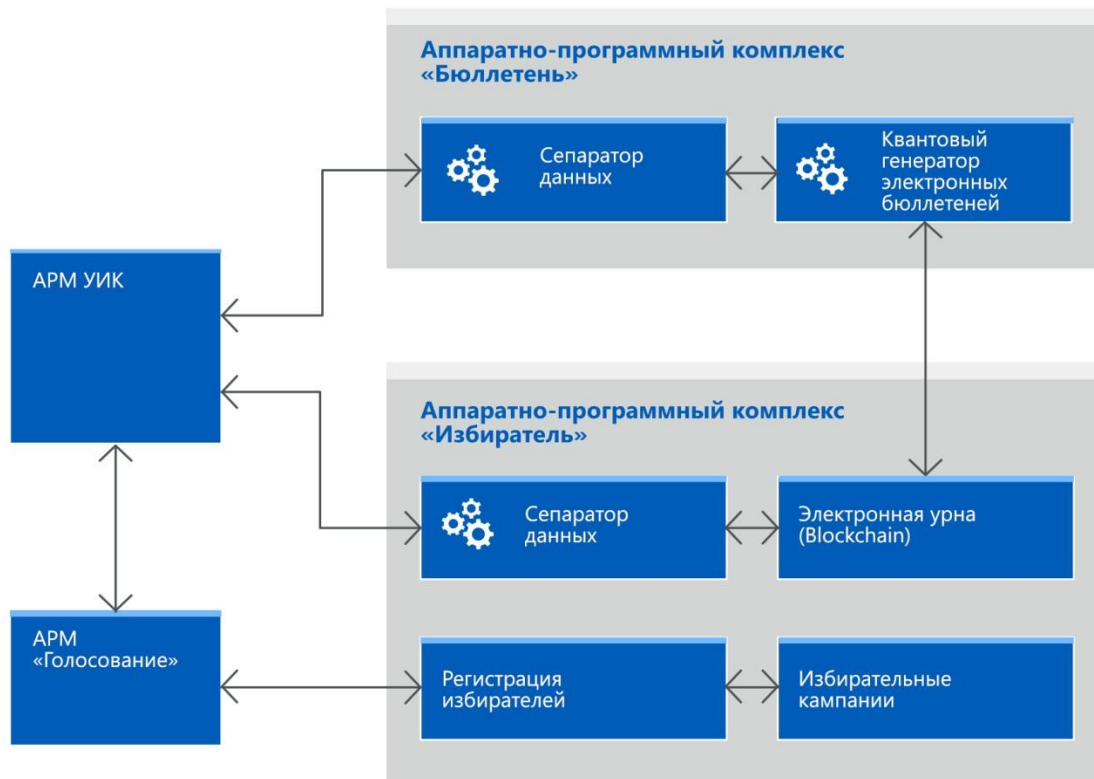 Аппаратно-программный комплекс
«Бюллетень»
Сепаратор
данных
Квантовый
генератор
электронных
бюллетеней
АРМ УИК
Аппаратно-программный комплекс
«Избиратель»
Сепаратор
данных
Электронная урна
(Blockchain)
АРМ
«Голосование»
Регистрация
избирателей
Избирательные
кампании